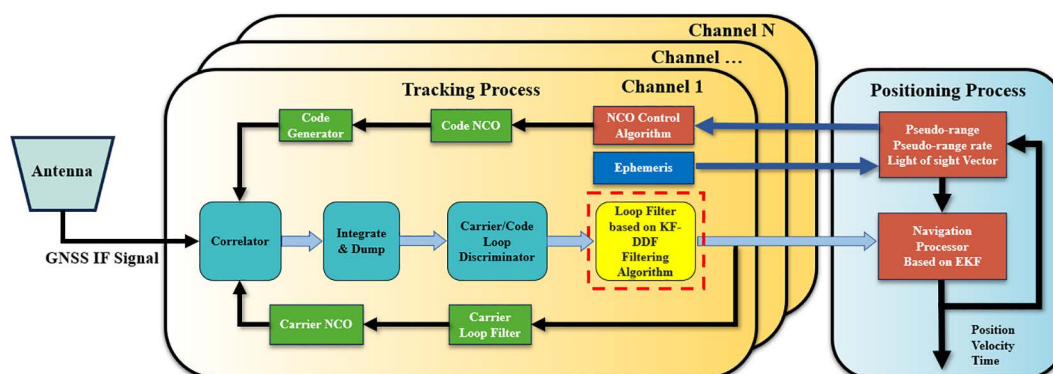 Channel N
Channel ...
Channel 1
Tracking Process
Positioning Process
Code
Generator
Code NCO
NCO Control
Algorithm
Pseudo-range
Pseudo-range rate
Light of sight Vector
Ephemeris
Antenna
GNSS IF Signal
Correlator
Integrate
& Dump
Carrier/Code
Loop
Discriminator
Loop Filter
based on KF-
DDF
Filtering
Algorithm
Navigation
Processor
Based on EKF
Carrier NCO
Carrier
Loop Filter
Position
Velocity
Time